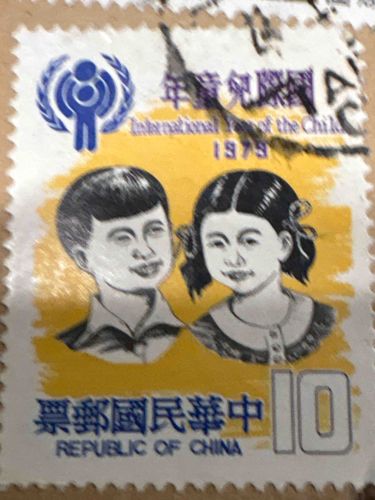 國際兒童年
International Year of the Child
1979
中華民國郵票
10
REPUBLIC OF CHINA